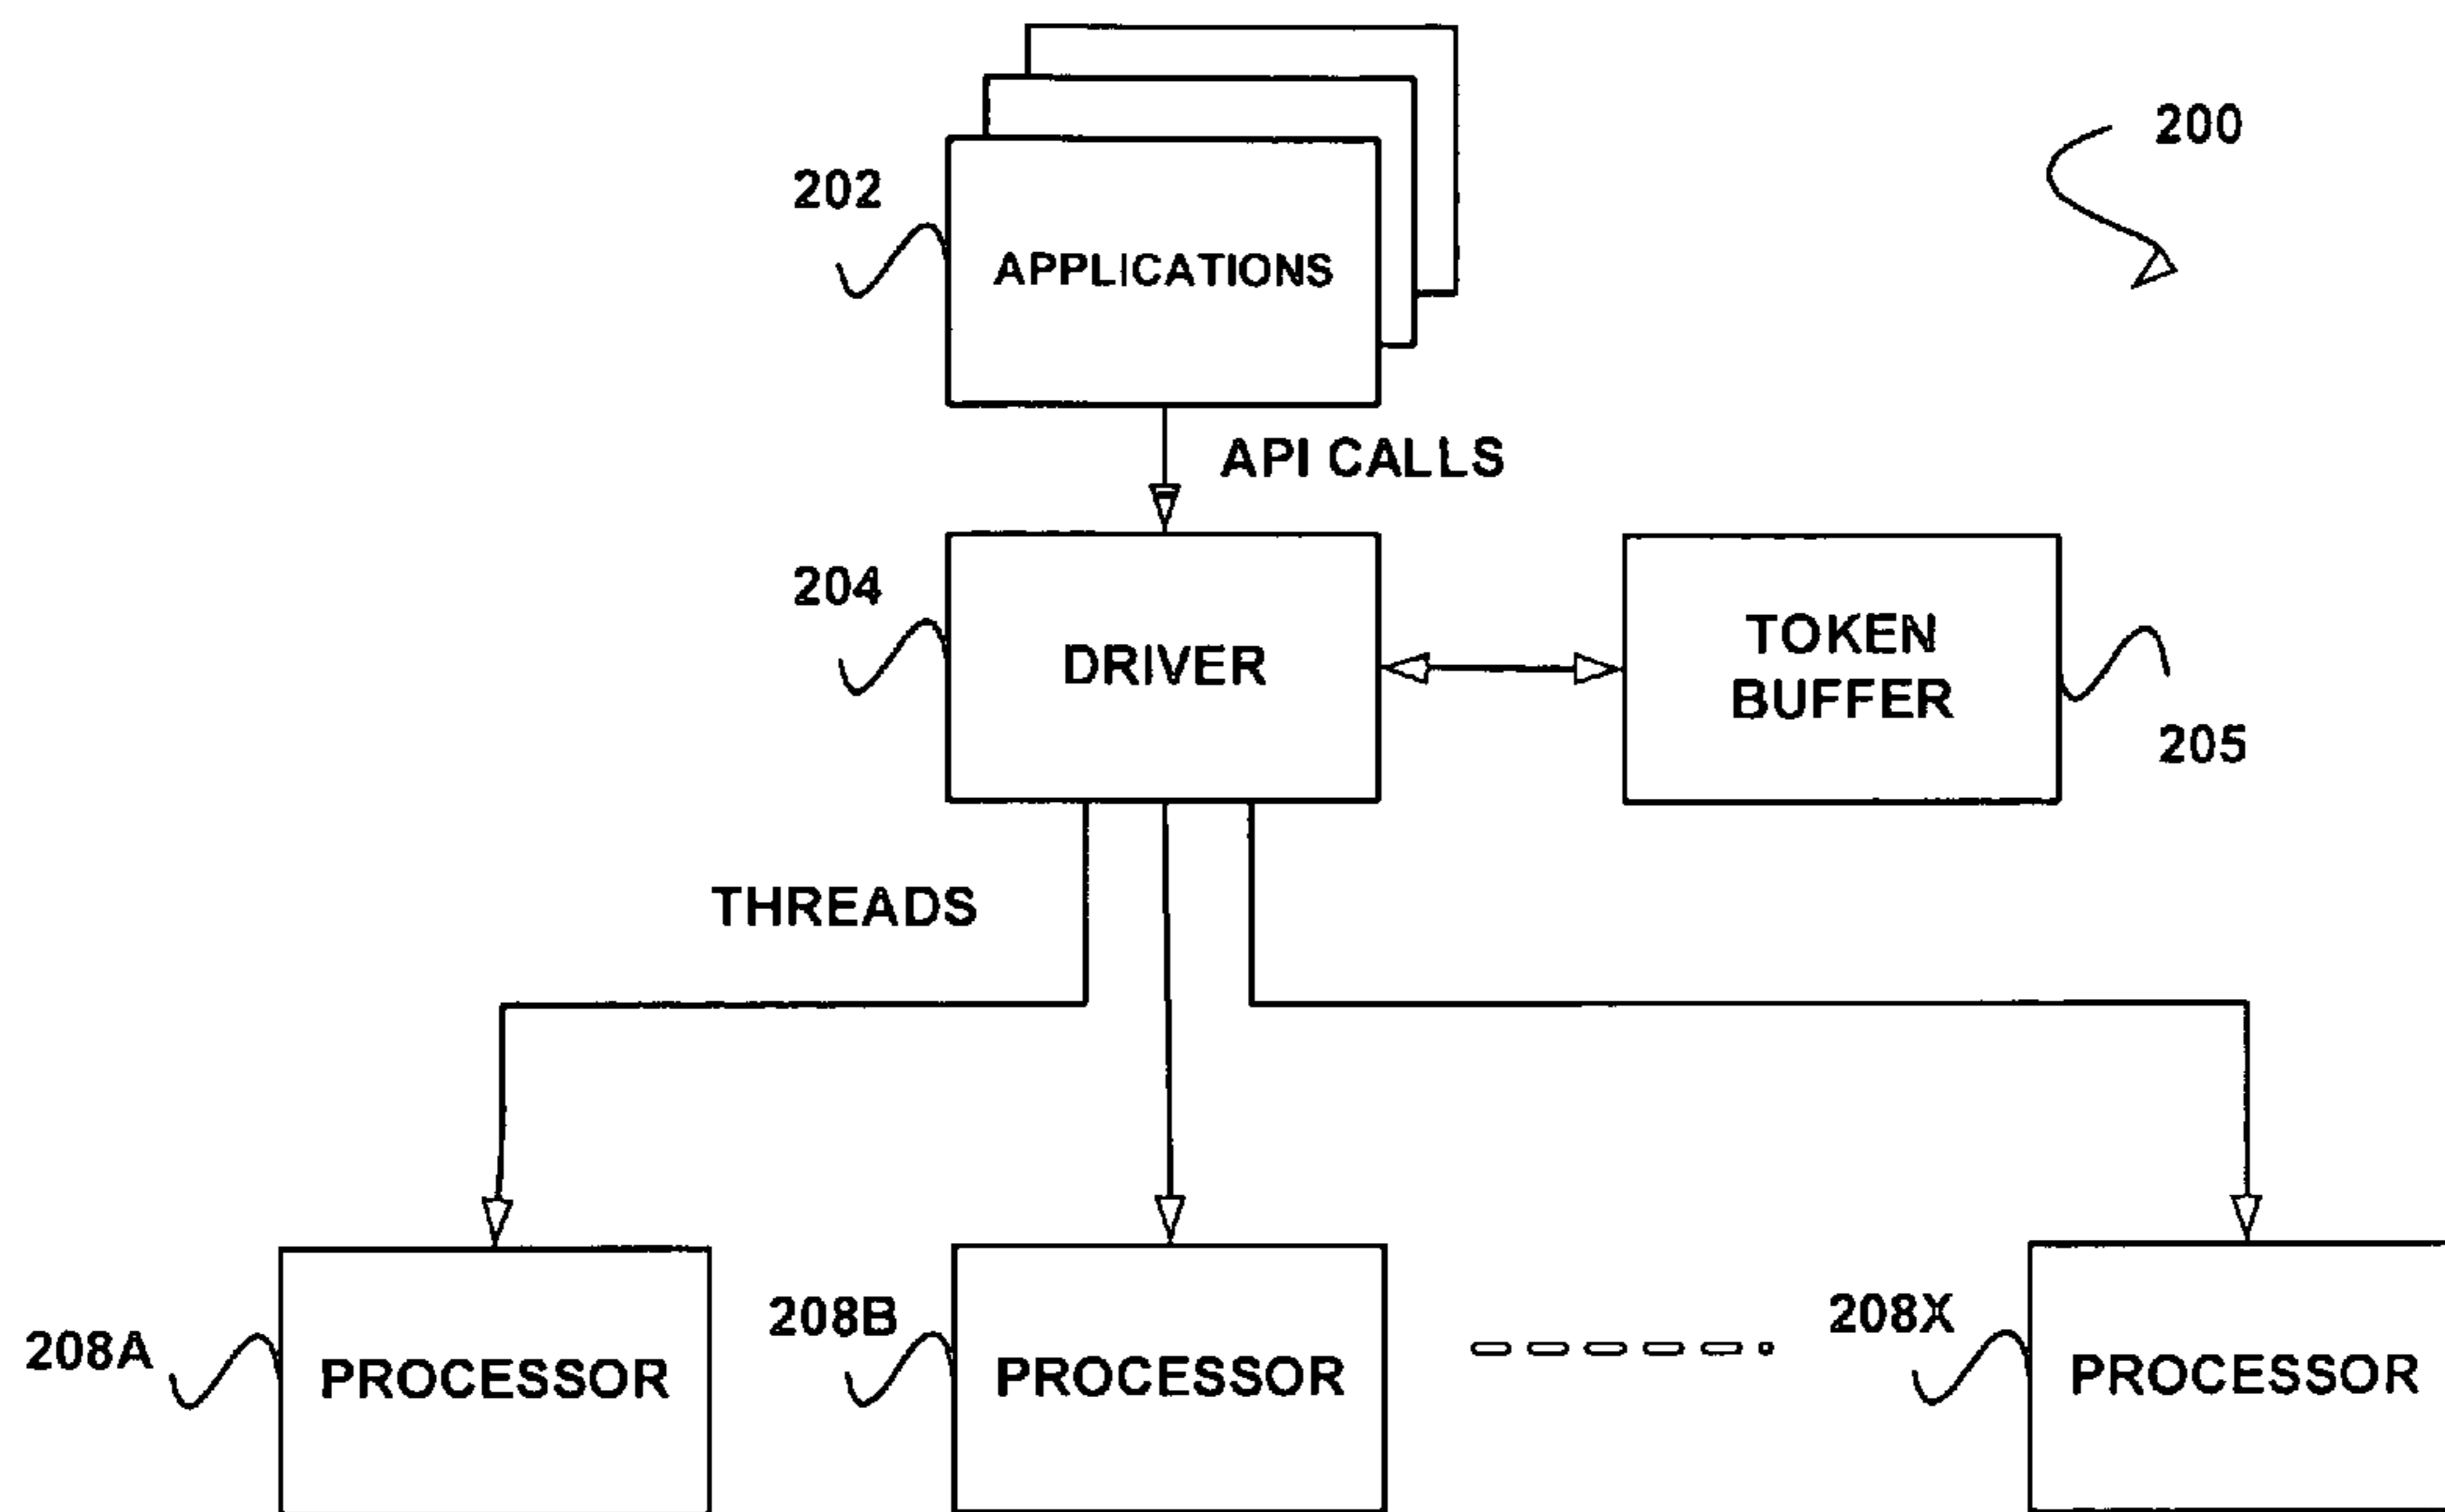 200
202
APPLICATIONS
API CALLS
204
DRIVER
TOKEN
BUFFER
205
THREADS
208A
PROCESSOR
208B
PROCESSOR
208X
PROCESSOR